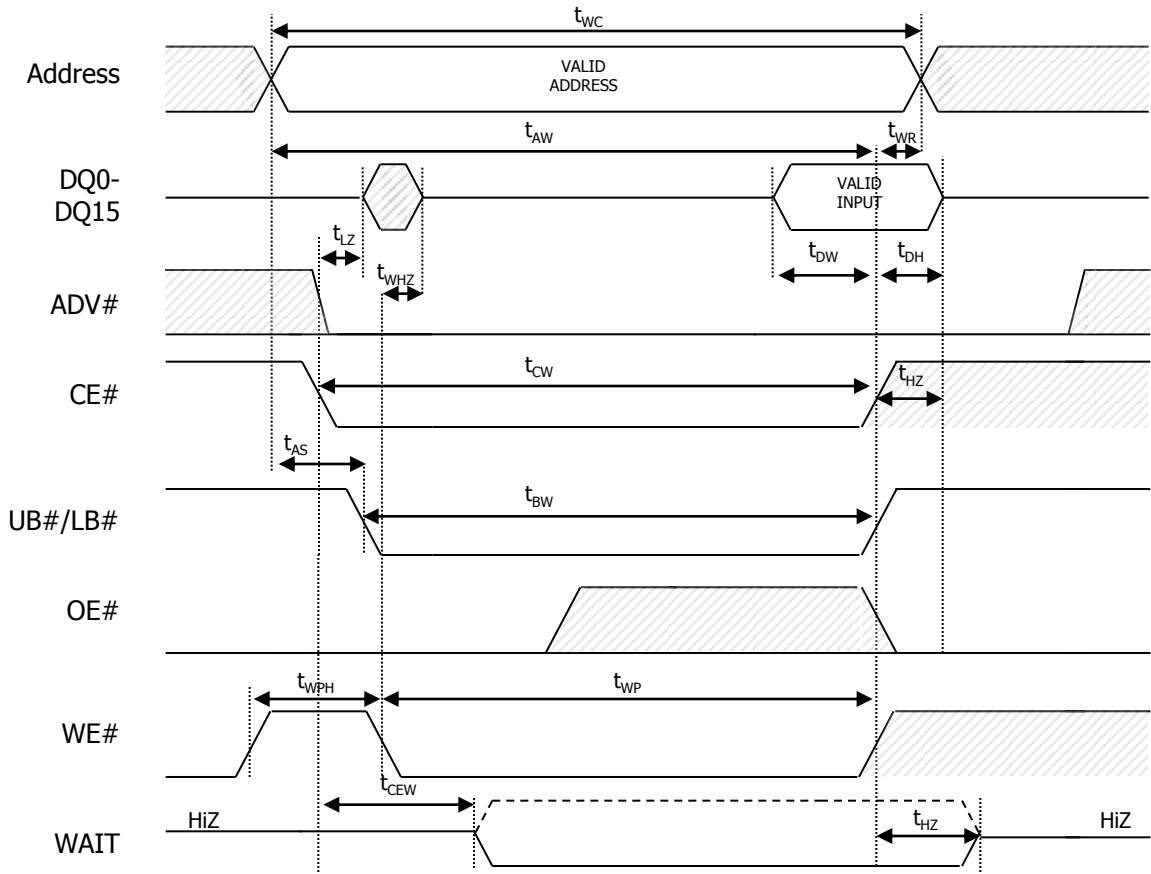 tWC
Address
VALID
ADDRESS
tAW
tWR
DQ0-
DQ15
VALID
INPUT
tLZ
tWHZ
tDW
tDH
ADV#
tCW
tHZ
CE#
tAS
tBW
UB#/LB#
OE#
tWPH
tWP
WE#
tCEW
HiZ
tHZ
HiZ
WAIT